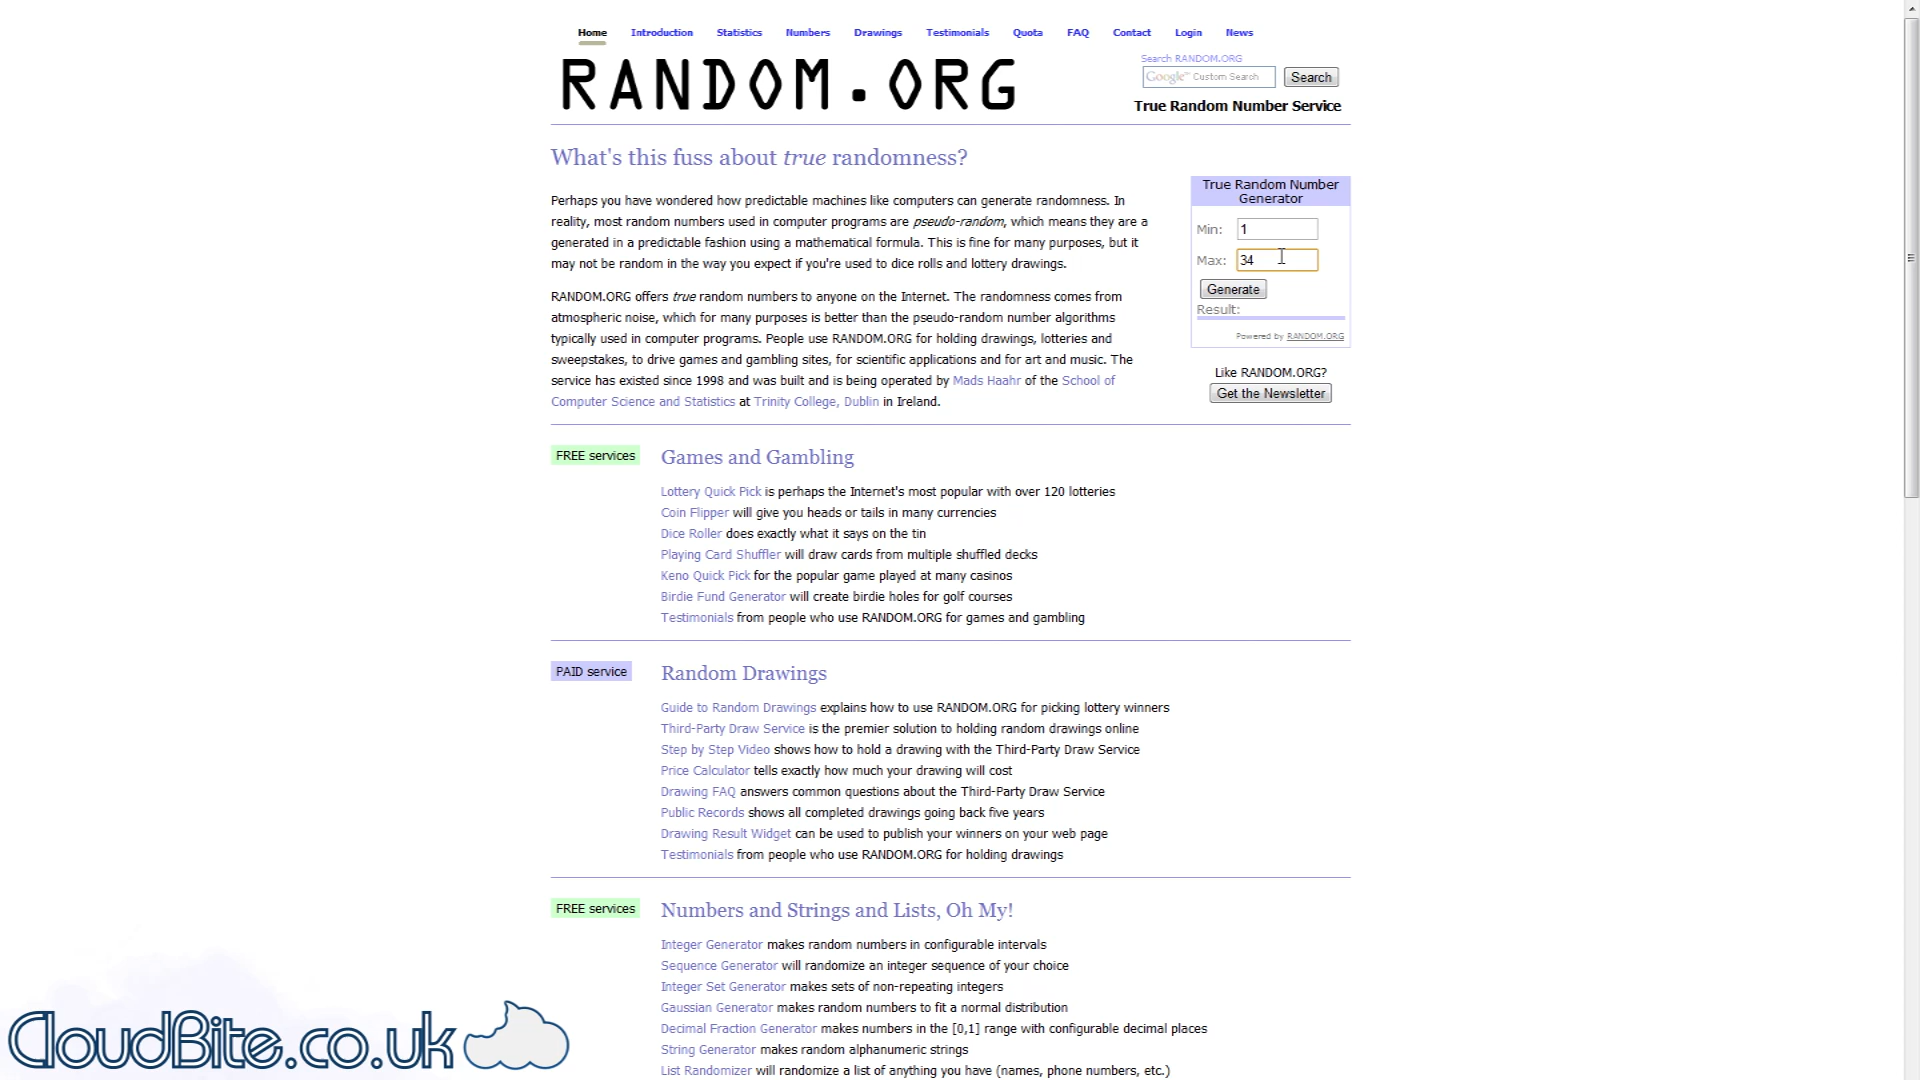 Home Introduction Statistics Numbers Drawings Testimonials Quota FAQ Contact Login News
RANDOM.ORG
Search RANDOM.ORG
Google™ Custom Search Search
True Random Number Service
What's this fuss about true randomness?
Perhaps you have wondered how predictable machines like computers can generate randomness. In
reality, most random numbers used in computer programs are pseudo-random, which means they are a
generated in a predictable fashion using a mathematical formula. This is fine for many purposes, but it
may not be random in the way you expect if you're used to dice rolls and lottery drawings.
RANDOM.ORG offers true random numbers to anyone on the Internet. The randomness comes from
atmospheric noise, which for many purposes is better than the pseudo-random number algorithms
typically used in computer programs. People use RANDOM.ORG for holding drawings, lotteries and
sweepstakes, to drive games and gambling sites, for scientific applications and for art and music. The
service has existed since 1998 and was built and is being operated by Mads Haahr of the School of
Computer Science and Statistics at Trinity College, Dublin in Ireland.
True Random Number
Generator
Min: 1
Max: 34
Generate
Result:
Powered by RANDOM.ORG
Like RANDOM.ORG?
Get the Newsletter
FREE services
Games and Gambling
Lottery Quick Pick is perhaps the Internet's most popular with over 120 lotteries
Coin Flipper will give you heads or tails in many currencies
Dice Roller does exactly what it says on the tin
Playing Card Shuffler will draw cards from multiple shuffled decks
Keno Quick Pick for the popular game played at many casinos
Birdie Fund Generator will create birdie holes for golf courses
Testimonials from people who use RANDOM.ORG for games and gambling
PAID service
Random Drawings
Guide to Random Drawings explains how to use RANDOM.ORG for picking lottery winners
Third-Party Draw Service is the premier solution to holding random drawings online
Step by Step Video shows how to hold a drawing with the Third-Party Draw Service
Price Calculator tells exactly how much your drawing will cost
Drawing FAQ answers common questions about the Third-Party Draw Service
Public Records shows all completed drawings going back five years
Drawing Result Widget can be used to publish your winners on your web page
Testimonials from people who use RANDOM.ORG for holding drawings
FREE services
Numbers and Strings and Lists, Oh My!
Integer Generator makes random numbers in configurable intervals
Sequence Generator will randomize an integer sequence of your choice
Integer Set Generator makes sets of non-repeating integers
Gaussian Generator makes random numbers to fit a normal distribution
Decimal Fraction Generator makes numbers in the [0,1] range with configurable decimal places
String Generator makes random alphanumeric strings
List Randomizer will randomize a list of anything you have (names, phone numbers, etc.)
CloudBite.co.uk